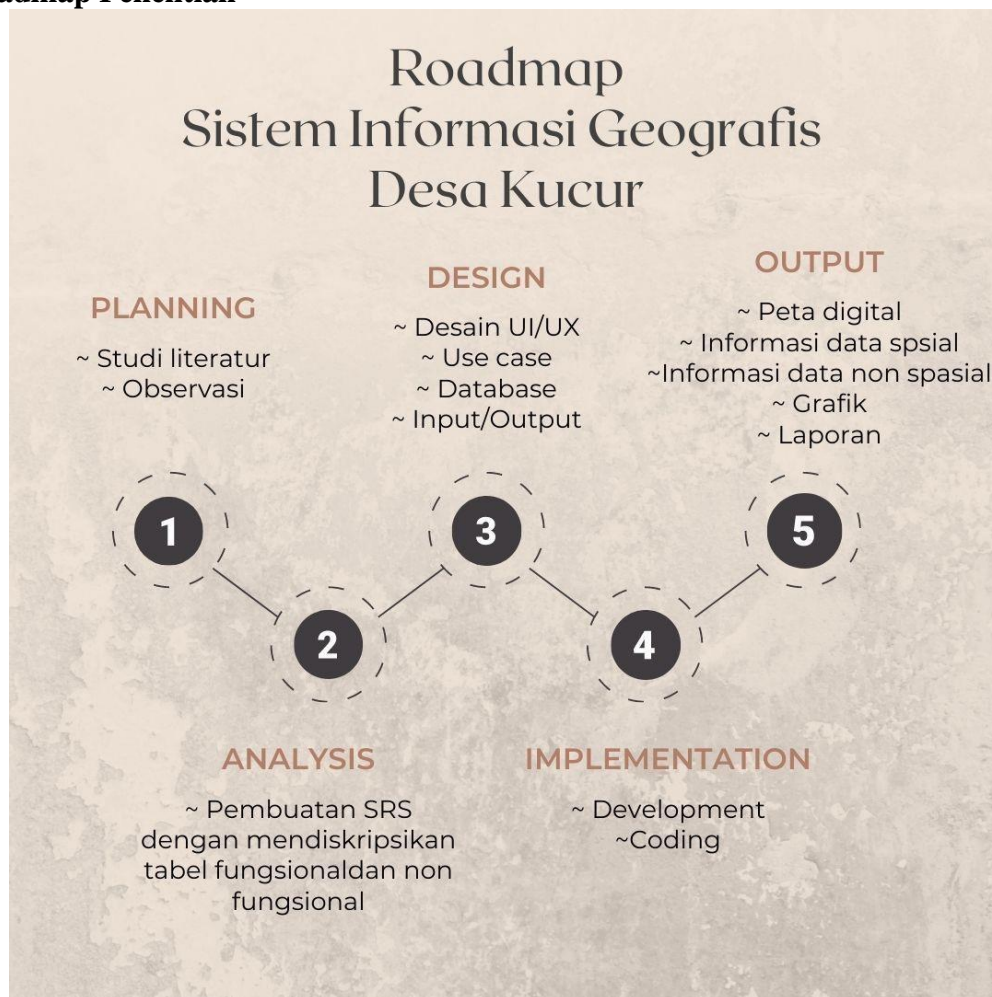 Roadmap
Sistem Informasi Geografis
Desa Kucur
PLANNING
~ Studi literatur
~ Observasi
DESIGN
~ Desain UI/UX
~ Use case
~ Database
~ Input/Output
OUTPUT
~ Peta digital
~ Informasi data spsial
~Informasi data non spasial
~ Grafik
~ Laporan
1
2
3
4
5
ANALYSIS
~ Pembuatan SRS
dengan mendiskripsikan
tabel fungsionaldan non
fungsional
IMPLEMENTATION
~ Development
~Coding